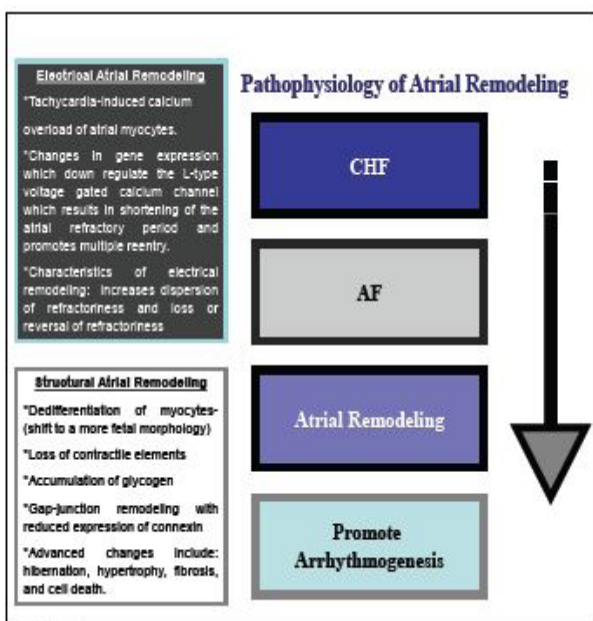 Electrical Atrial Remodeling
*Tachycardia-induced calcium
overload of atrial myocytes.
*Changes in gene expression
which down regulate the L-type
voltage gated calcium channel
which results in shortening of the
atrial refractory period and
promotes multiple reentry.
*Characteristics of electrical
remodeling: increases dispersion
of refractoriness and loss or
reversal of refractoriness
Structural Atrial Remodeling
*Dedifferentiation of myocytes-
(shift to a more fetal morphology)
*Loss of contractile elements
*Accumulation of glycogen
*Gap-junction remodeling with
reduced expression of connexin
*Advanced changes include:
hibernation, hypertrophy, fibrosis,
and cell death.
Pathophysiology of Atrial Remodeling
CHF
AF
Atrial Remodeling
Promote
Arrhythmogenesis